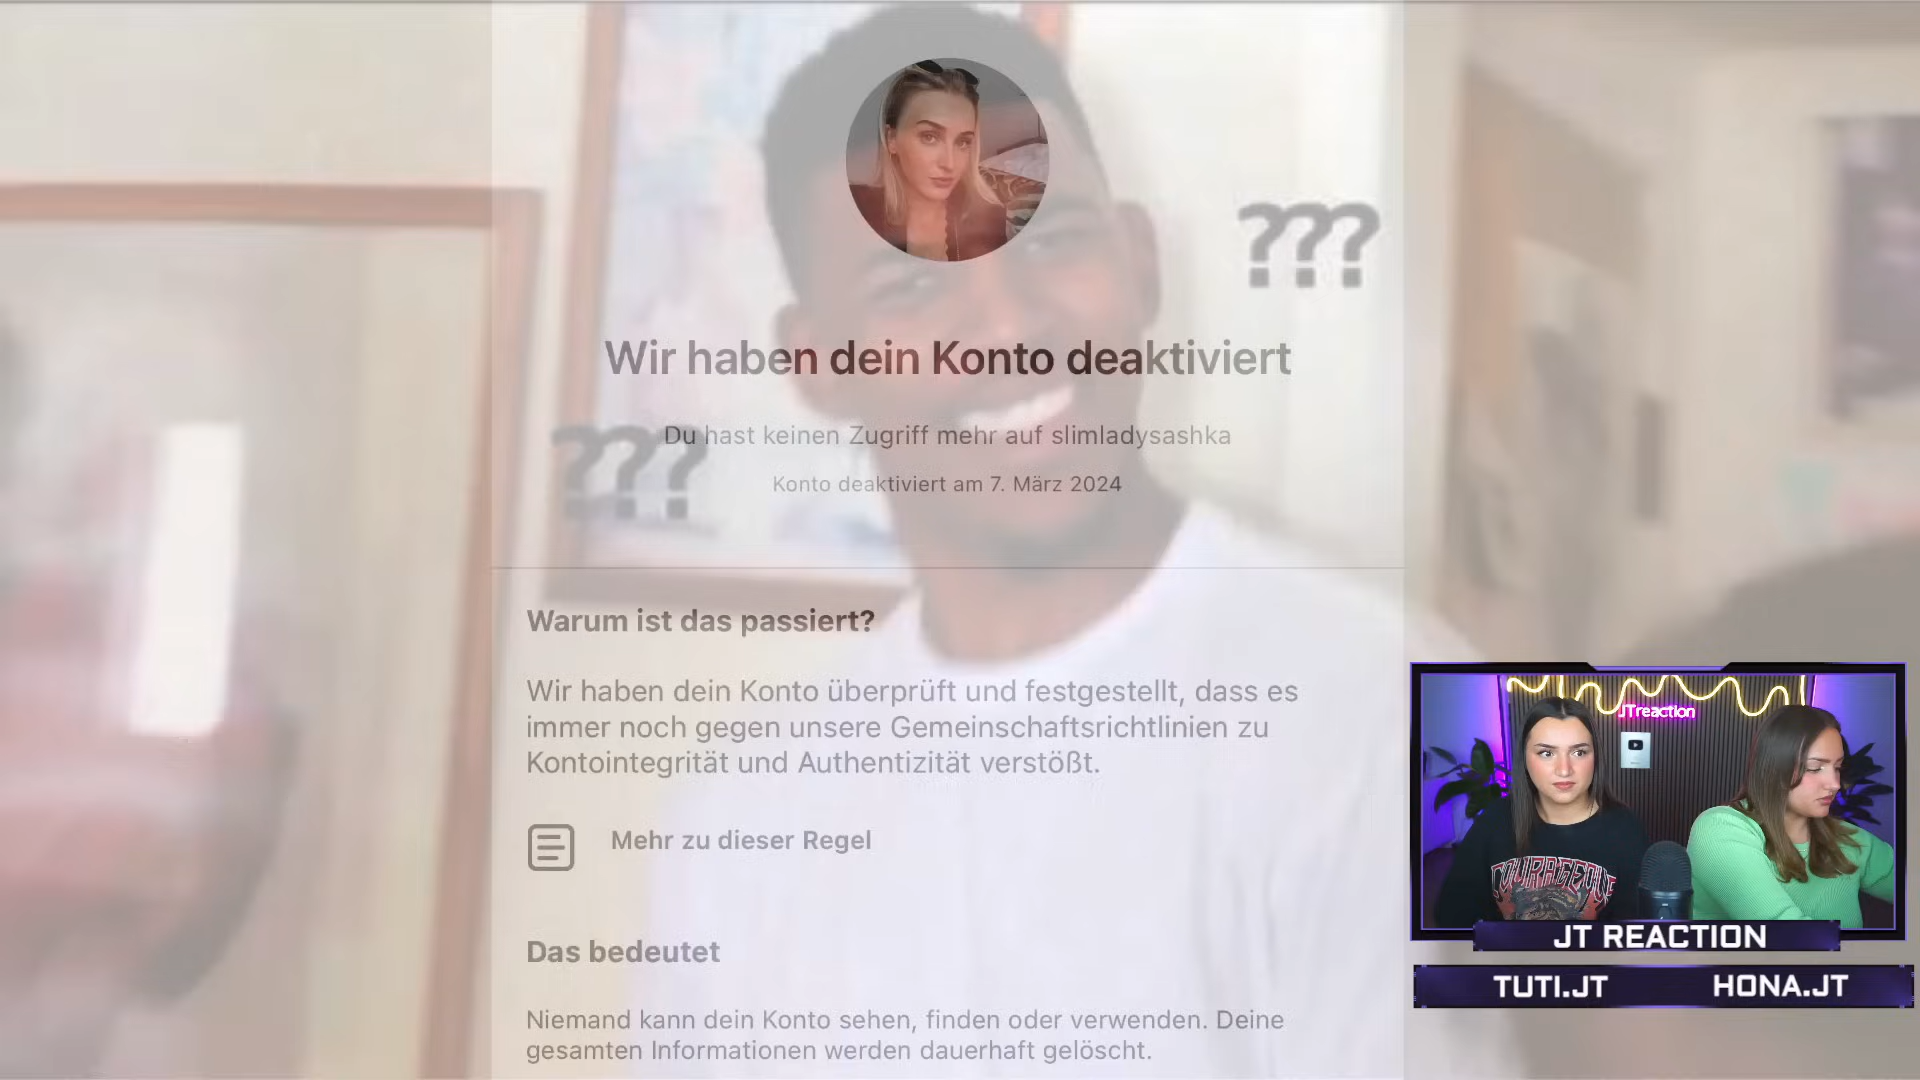 ???
Wir haben dein Konto deaktiviert
???
Du hast keinen Zugriff mehr auf slimladysashka
Konto deaktiviert am 7. März 2024
Warum ist das passiert?
Wir haben dein Konto überprüft und festgestellt, dass es
immer noch gegen unsere Gemeinschaftsrichtlinien zu
Kontointegrität und Authentizität verstößt.
Mehr zu dieser Regel
Das bedeutet
Niemand kann dein Konto sehen, finden oder verwenden. Deine
gesamten Informationen werden dauerhaft gelöscht.
JTreaction
COURAGEOUS
JT REACTION
TUTI.JT
HONA.JT